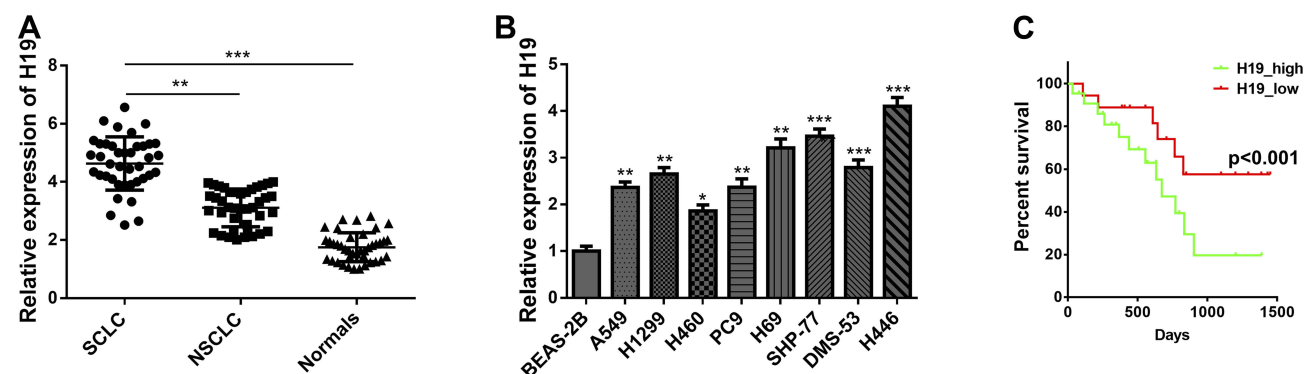 A
Relative expression of H19
8
6
4
2
0
***
**
SCLC
NSCLC
Normals
B
Relative expression of H19
5
4
3
2
1
0
**
**
*
**
**
***
***
***
BEAS-2B
A549
H1299
H460
PC9
H69
SHP-77
DMS-53
H446
C
H19_high
H19_low
Percent survival
100
80
60
40
20
0
p<0.001
0
500
1000
1500
Days